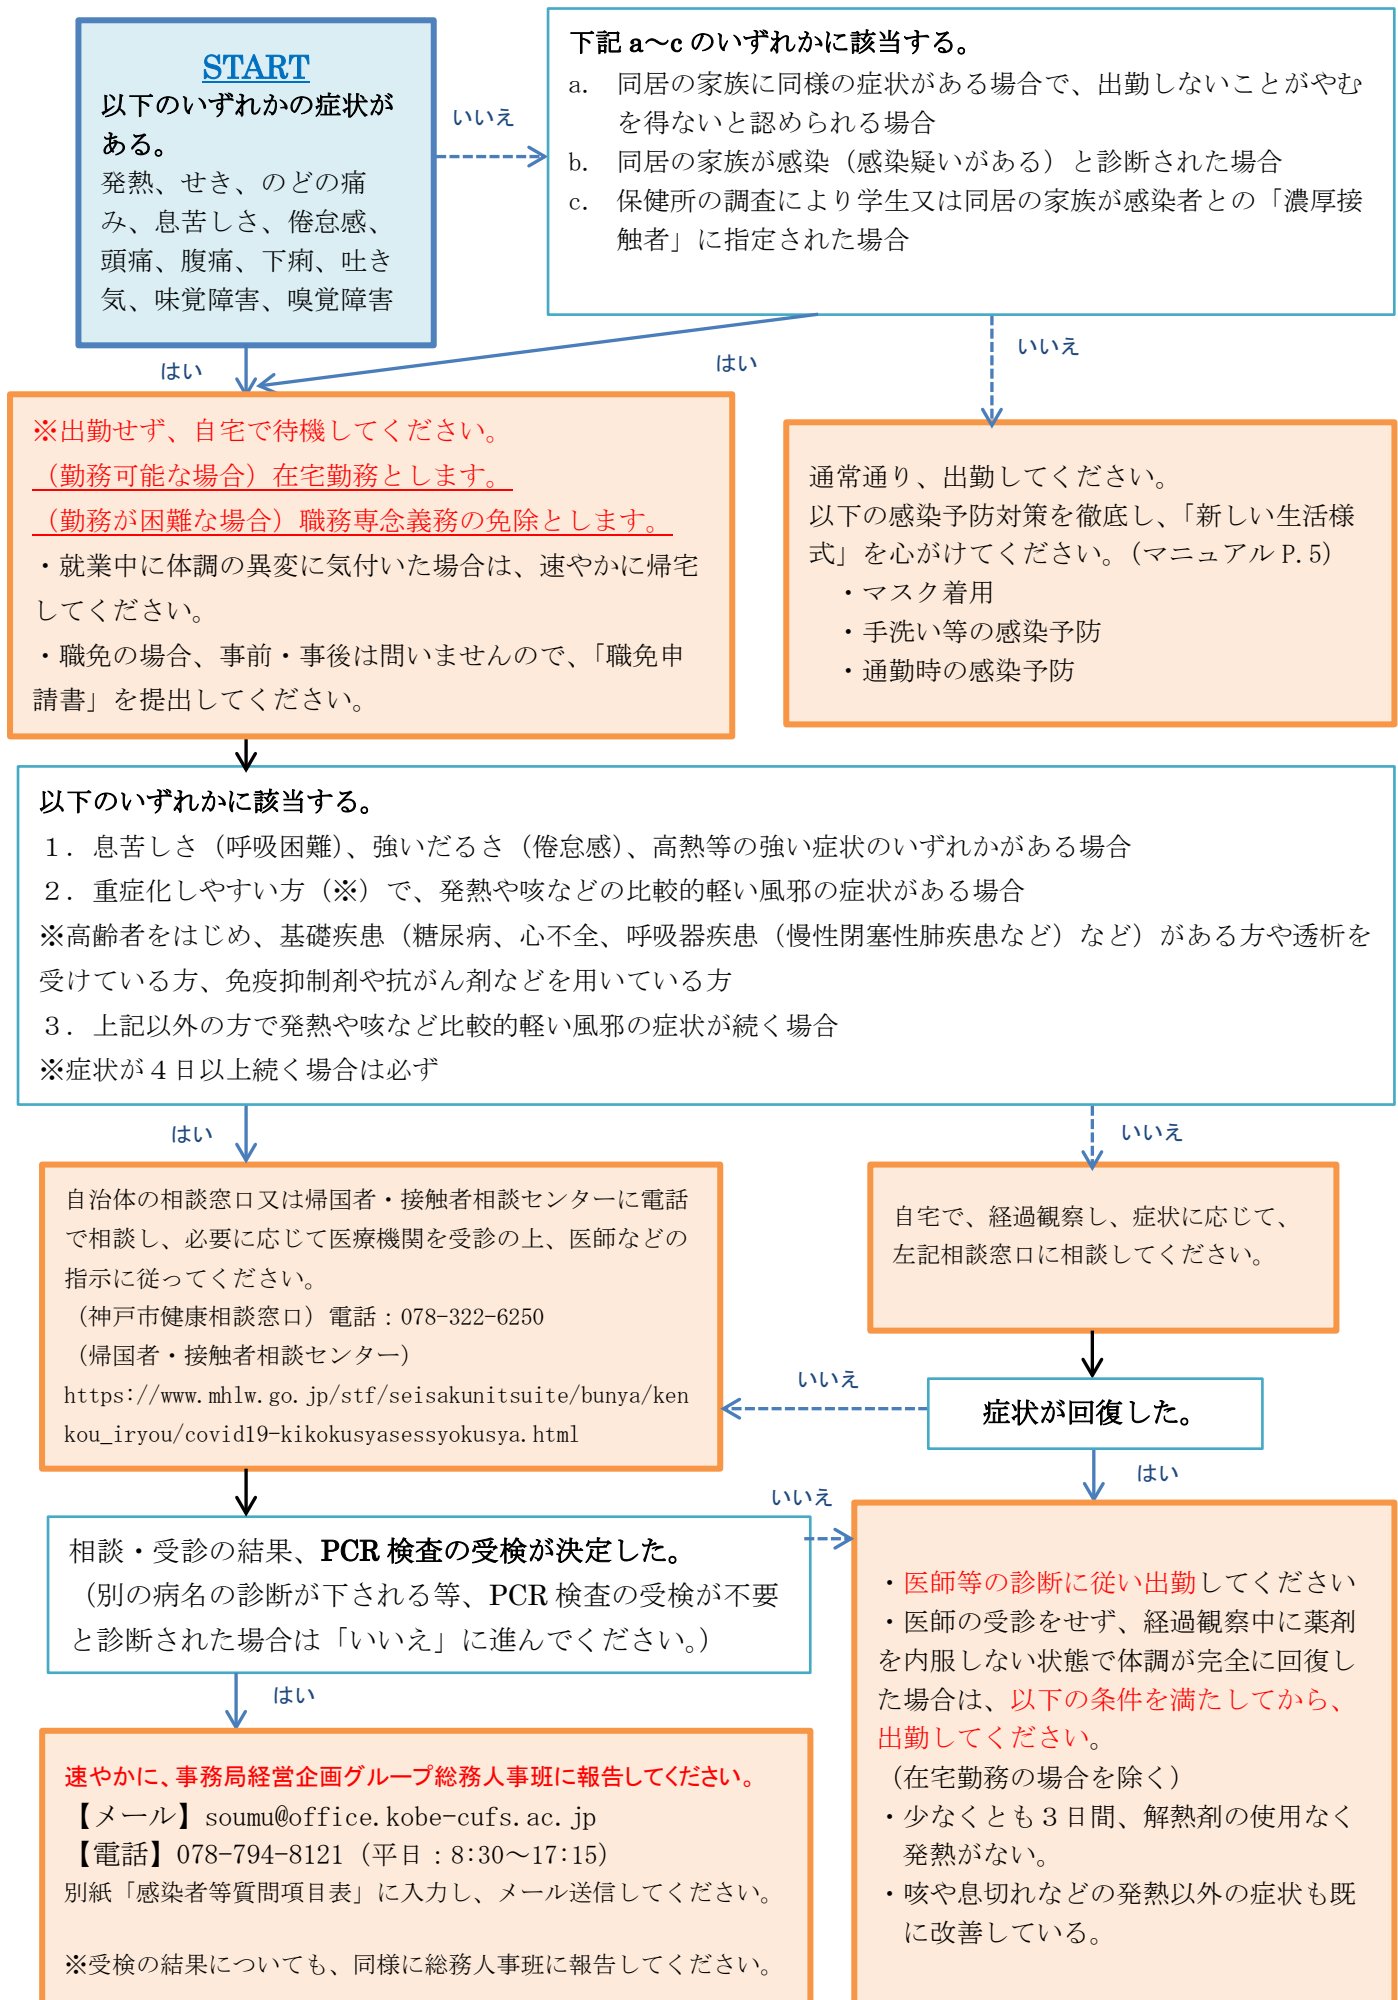 START
以下のいずれかの症状が
ある。
発熱、せき、のどの痛
み、息苦しさ、倦怠感、
頭痛、腹痛、下痢、吐き
気、味覚障害、嗅覚障害
いいえ
下記 a～c のいずれかに該当する。
a. 同居の家族に同様の症状がある場合で、出勤しないことがやむ
を得ないと認められる場合
b. 同居の家族が感染（感染疑いがある）と診断された場合
c. 保健所の調査により学生又は同居の家族が感染者との「濃厚接
触者」に指定された場合
はい
はい
いいえ
※出勤せず、自宅で待機してください。
（勤務可能な場合）在宅勤務とします。
（勤務が困難な場合）職務専念義務の免除とします。
・就業中に体調の異変に気付いた場合は、速やかに帰宅
してください。
・職免の場合、事前・事後は問いませんので、「職免申
請書」を提出してください。
通常通り、出勤してください。
以下の感染予防対策を徹底し、「新しい生活様
式」を心がけてください。（マニュアル P.5）
・マスク着用
・手洗い等の感染予防
・通勤時の感染予防
以下のいずれかに該当する。
１．息苦しさ（呼吸困難）、強いだるさ（倦怠感）、高熱等の強い症状のいずれかがある場合
２．重症化しやすい方（※）で、発熱や咳などの比較的軽い風邪の症状がある場合
※高齢者をはじめ、基礎疾患（糖尿病、心不全、呼吸器疾患（慢性閉塞性肺疾患など）など）がある方や透析を
受けている方、免疫抑制剤や抗がん剤などを用いている方
３．上記以外の方で発熱や咳など比較的軽い風邪の症状が続く場合
※症状が４日以上続く場合は必ず
はい
いいえ
自治体の相談窓口又は帰国者・接触者相談センターに電話
で相談し、必要に応じて医療機関を受診の上、医師などの
指示に従ってください。
（神戸市健康相談窓口）電話：078-322-6250
（帰国者・接触者相談センター）
https://www.mhlw.go.jp/stf/seisakunitsuite/bunya/ken
kou_iryou/covid19-kikokusyasessyokusya.html
自宅で、経過観察し、症状に応じて、
左記相談窓口に相談してください。
いいえ
症状が回復した。
はい
いいえ
相談・受診の結果、PCR 検査の受検が決定した。
（別の病名の診断が下される等、PCR 検査の受検が不要
と診断された場合は「いいえ」に進んでください。）
はい
・医師等の診断に従い出勤してください
・医師の受診をせず、経過観察中に薬剤
を内服しない状態で体調が完全に回復し
た場合は、以下の条件を満たしてから、
出勤してください。
（在宅勤務の場合を除く）
・少なくとも３日間、解熱剤の使用なく
発熱がない。
・咳や息切れなどの発熱以外の症状も既
に改善している。
速やかに、事務局経営企画グループ総務人事班に報告してください。
【メール】soumu@office.kobe-cufs.ac.jp
【電話】078-794-8121（平日：8:30～17:15）
別紙「感染者等質問項目表」に入力し、メール送信してください。
※受検の結果についても、同様に総務人事班に報告してください。